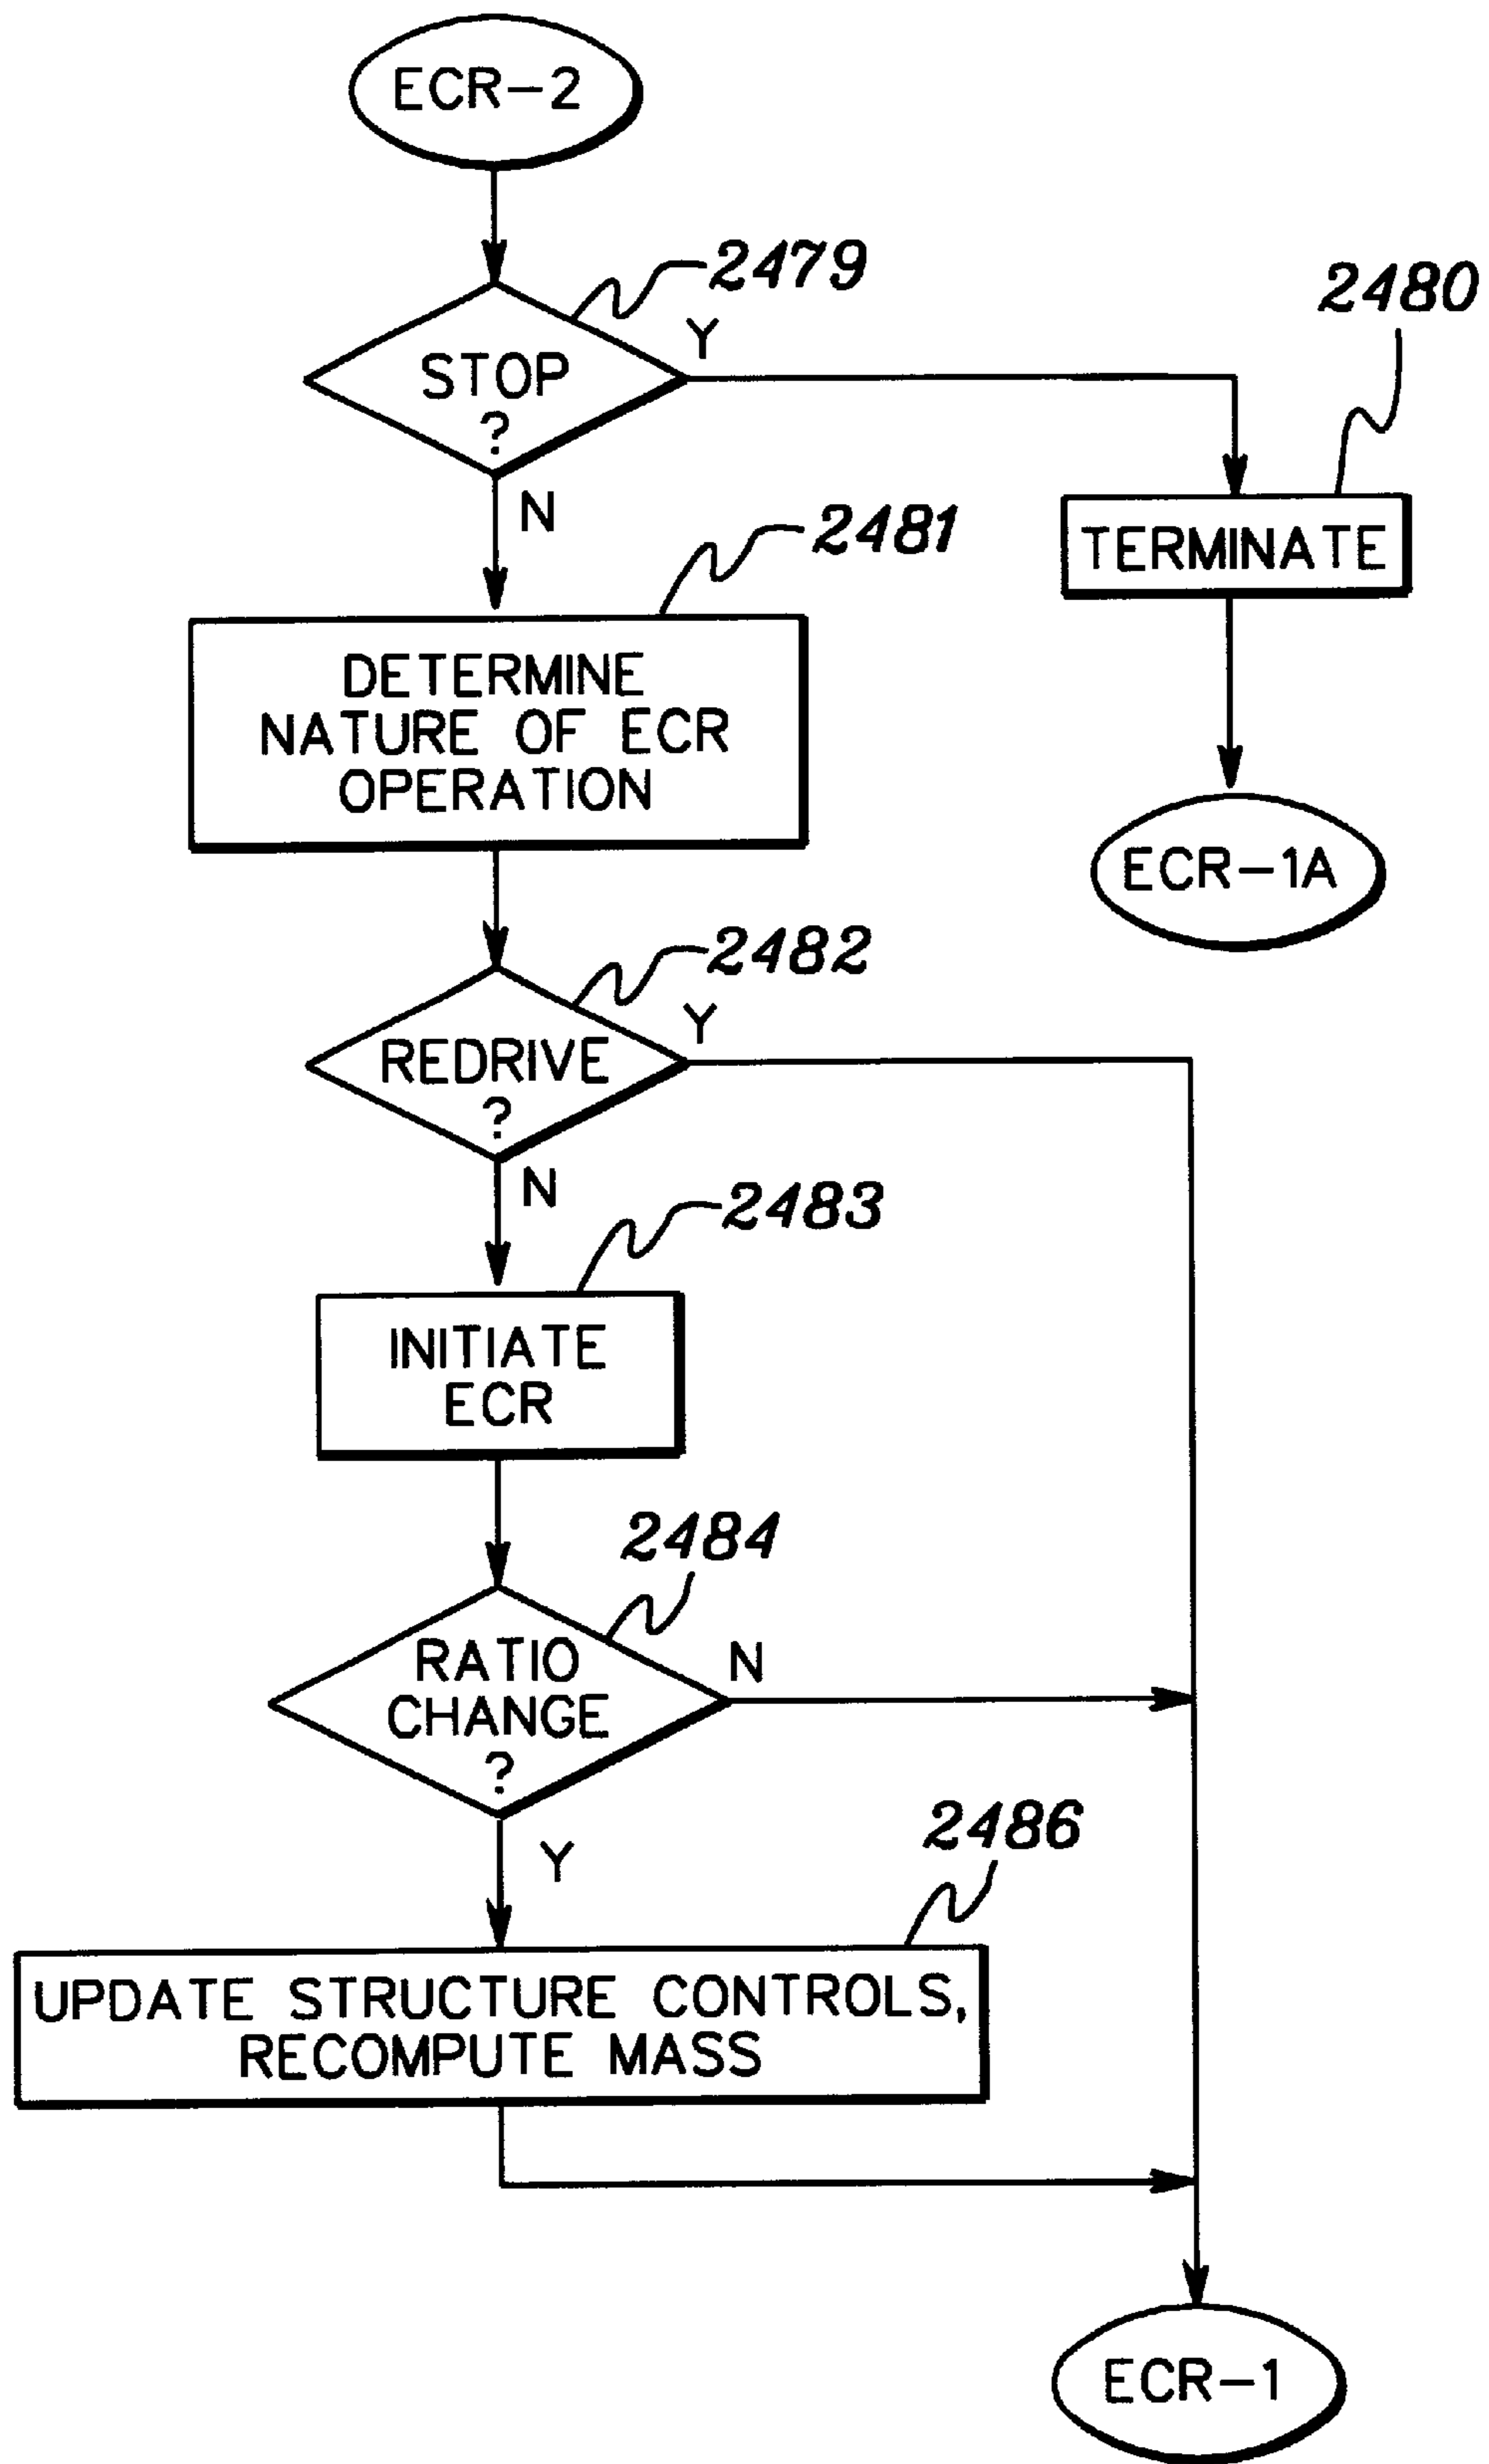 ECR-2
2479
2480
Y
STOP
?
N
2481
TERMINATE
DETERMINE
NATURE OF ECR
OPERATION
ECR-1A
2482
Y
REDRIVE
?
N
2483
INITIATE
ECR
2484
RATIO
N
CHANGE
?
2486
Y
UPDATE STRUCTURE CONTROLS,
RECOMPUTE MASS
ECR-1